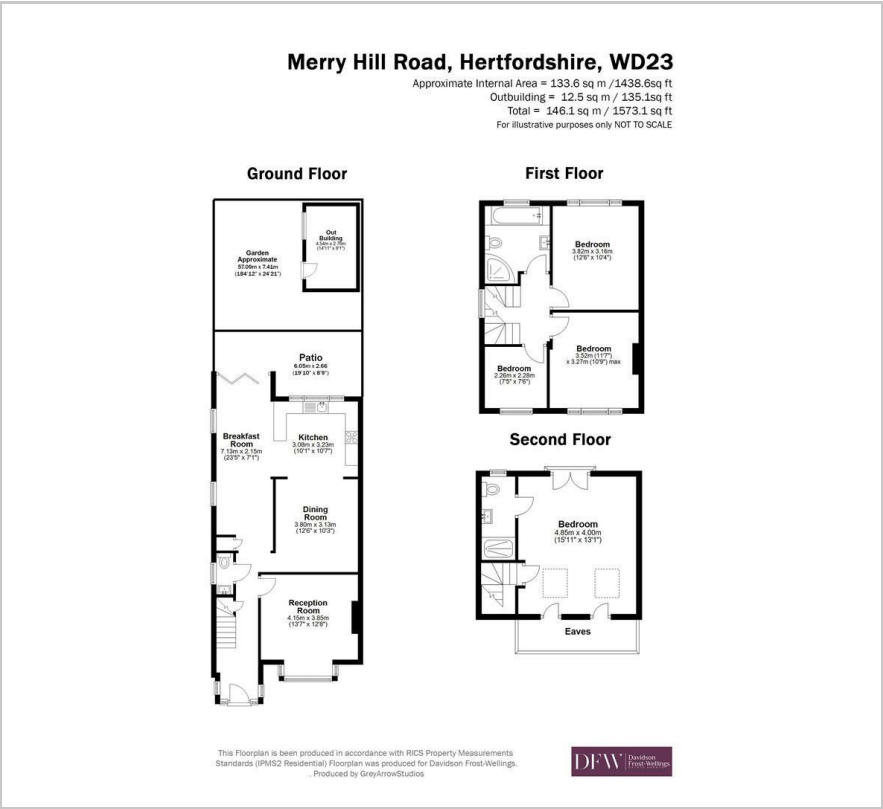 Merry Hill Road, Hertfordshire, WD23
Approximate Internal Area = 133.6 sq m /1438.6sq ft
Outbuilding = 12.5 sq m / 135.1sq ft
Total = 146.1 sq m / 1573.1 sq ft
For illustrative purposes only NOT TO SCALE
Ground Floor
Out
Building
4.54m x 2.76m
(14'11" x 9'1")
Garden
Approximate
57.09m x 7.41m
(184'12" x 24'21")
Patio
6.05m x 2.66
(19'10" x 8'9")
Breakfast
Room
7.13m x 2.15m
(23'5" x 7'1")
Kitchen
3.08m x 3.23m
(10'1" x 10'7")
Dining
Room
3.80m x 3.13m
(12'6" x 10'3")
Reception
Room
4.15m x 3.85m
(13'7" x 12'8")
First Floor
Bedroom
3.82m x 3.16m
(12'6" x 10'4")
Bedroom
3.52m (11'7")
x 3.27m (10'9") max
Bedroom
2.26m x 2.28m
(7'5" x 7'6")
Second Floor
Bedroom
4.85m x 4.00m
(15'11" x 13'1")
Eaves
This Floorplan is been produced in accordance with RICS Property Measurements
Standards (IPMS2 Residential) Floorplan was produced for Davidson Frost-Wellings.
. Produced by GreyArrowStudios
DFW
Davidson
Frost-Wellings